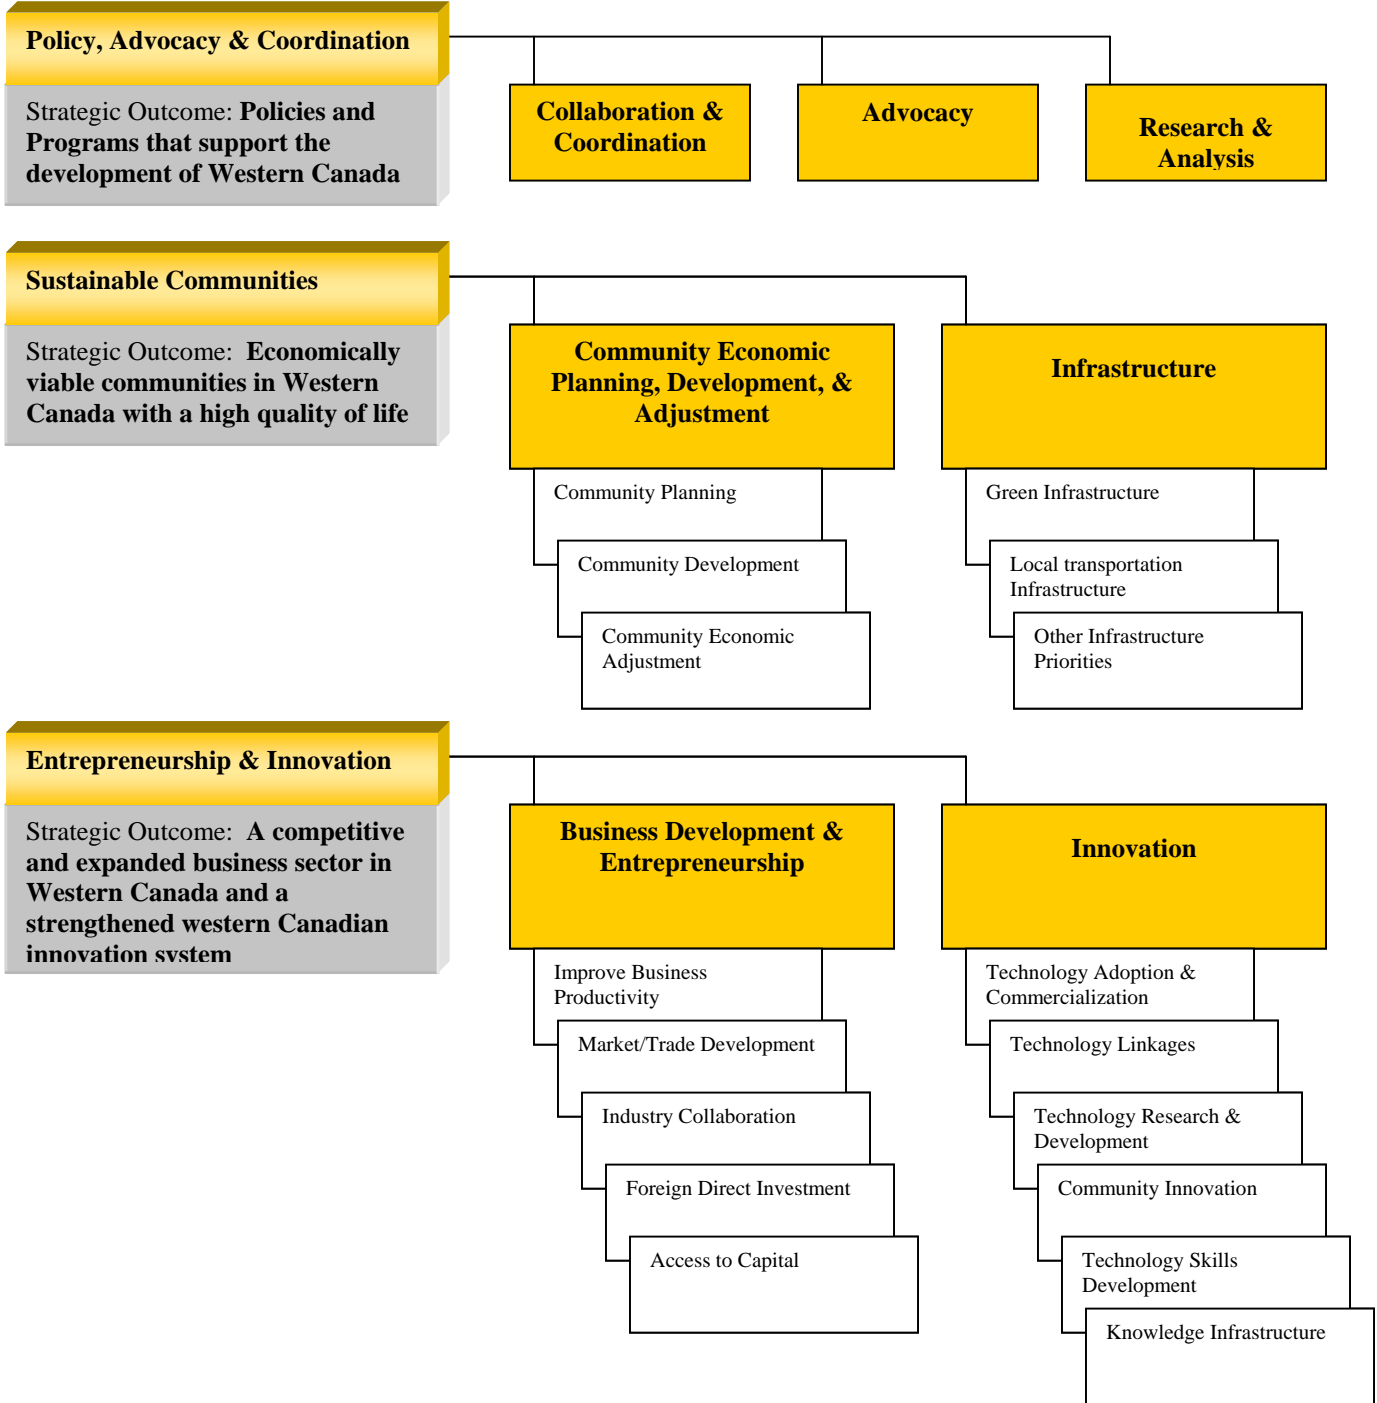 Policy, Advocacy & Coordination
Strategic Outcome: Policies and
Programs that support the
development of Western Canada
Collaboration &
Coordination
Advocacy
Research &
Analysis
Sustainable Communities
Strategic Outcome: Economically
viable communities in Western
Canada with a high quality of life
Community Economic
Planning, Development, &
Adjustment
Community Planning
Community Development
Community Economic
Adjustment
Infrastructure
Green Infrastructure
Local transportation
Infrastructure
Other Infrastructure
Priorities
Entrepreneurship & Innovation
Strategic Outcome: A competitive
and expanded business sector in
Western Canada and a
strengthened western Canadian
innovation system
Business Development &
Entrepreneurship
Improve Business
Productivity
Market/Trade Development
Industry Collaboration
Foreign Direct Investment
Access to Capital
Innovation
Technology Adoption &
Commercialization
Technology Linkages
Technology Research &
Development
Community Innovation
Technology Skills
Development
Knowledge Infrastructure